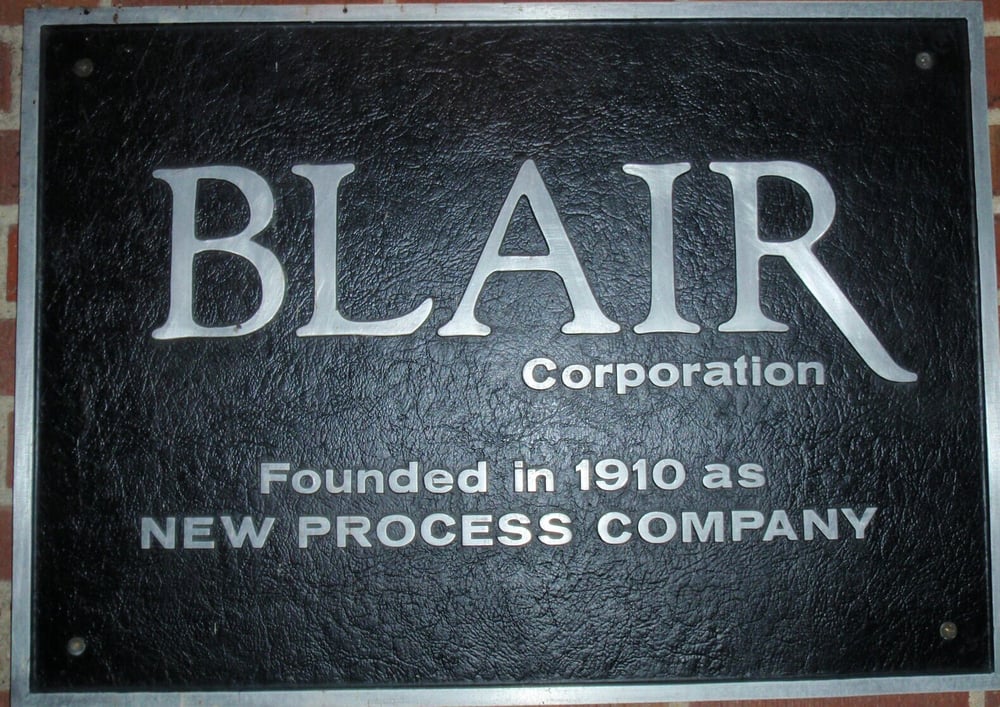 BLAIR
Corporation
Founded in 1910 as
NEW PROCESS COMPANY